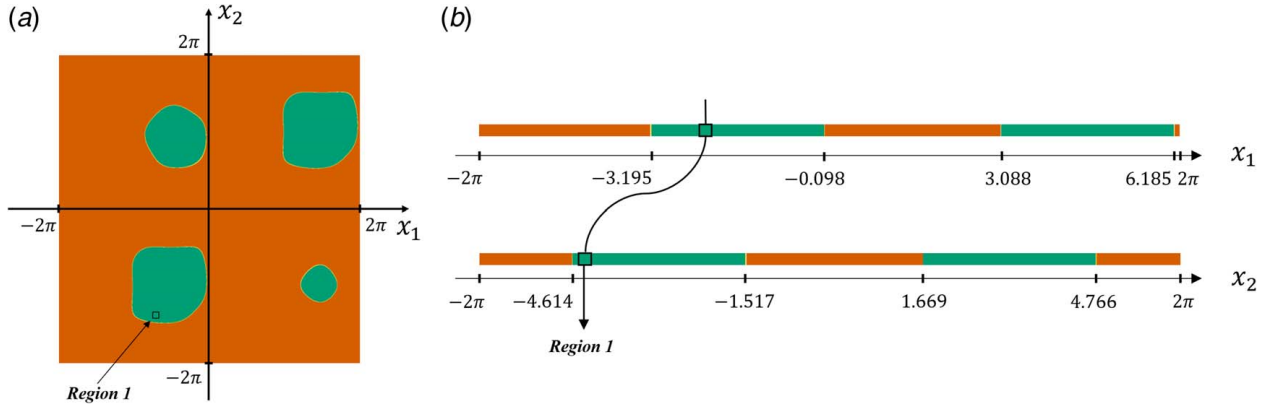 (a)
x₂
2π
−2π
2π
x₁
−2π
Region 1
(b)
x₁
−2π
−3.195
−0.098
3.088
6.185
2π
x₂
−2π
−4.614
−1.517
1.669
4.766
2π
Region 1